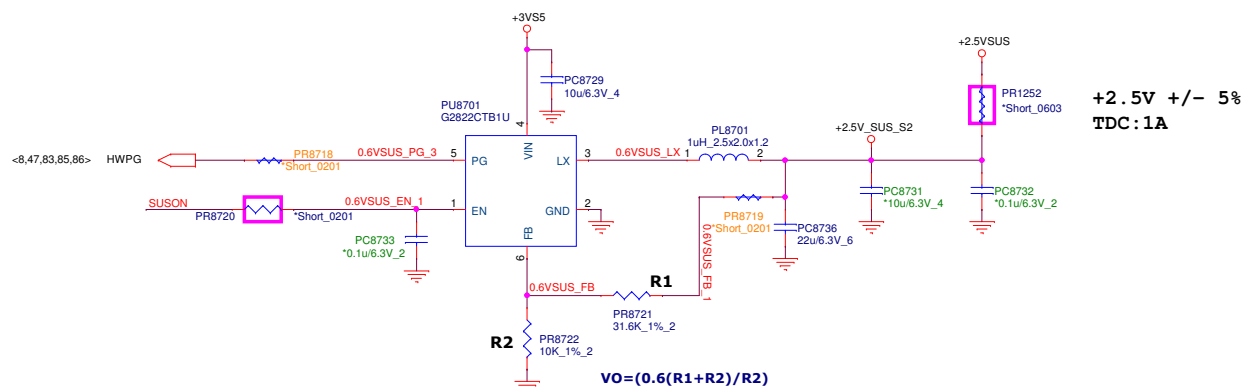 +3VS5
+2.5VSUS
PC8729
10u/6.3V_4
PR1252
*Short_0603
+2.5V +/- 5%
TDC:1A
PU8701
G2822CTB1U
4
VIN
+2.5V_SUS_S2
PL8701
1uH_2.5x2.0x1.2
<8,47,83,85,86> HWPG
PR8718
*Short_0201
0.6VSUS_PG_3
5
PG
LX
3
0.6VSUS_LX
1
2
SUSON
PR8720
*Short_0201
0.6VSUS_EN_1
1
EN
GND
2
FB
6
PC8733
*0.1u/6.3V_2
PR8719
*Short_0201
PC8736
22u/6.3V_6
PC8731
*10u/6.3V_4
PC8732
*0.1u/6.3V_2
0.6VSUS_FB_1
0.6VSUS_FB
R1
PR8721
31.6K_1%_2
R2
PR8722
10K_1%_2
VO=(0.6(R1+R2)/R2)